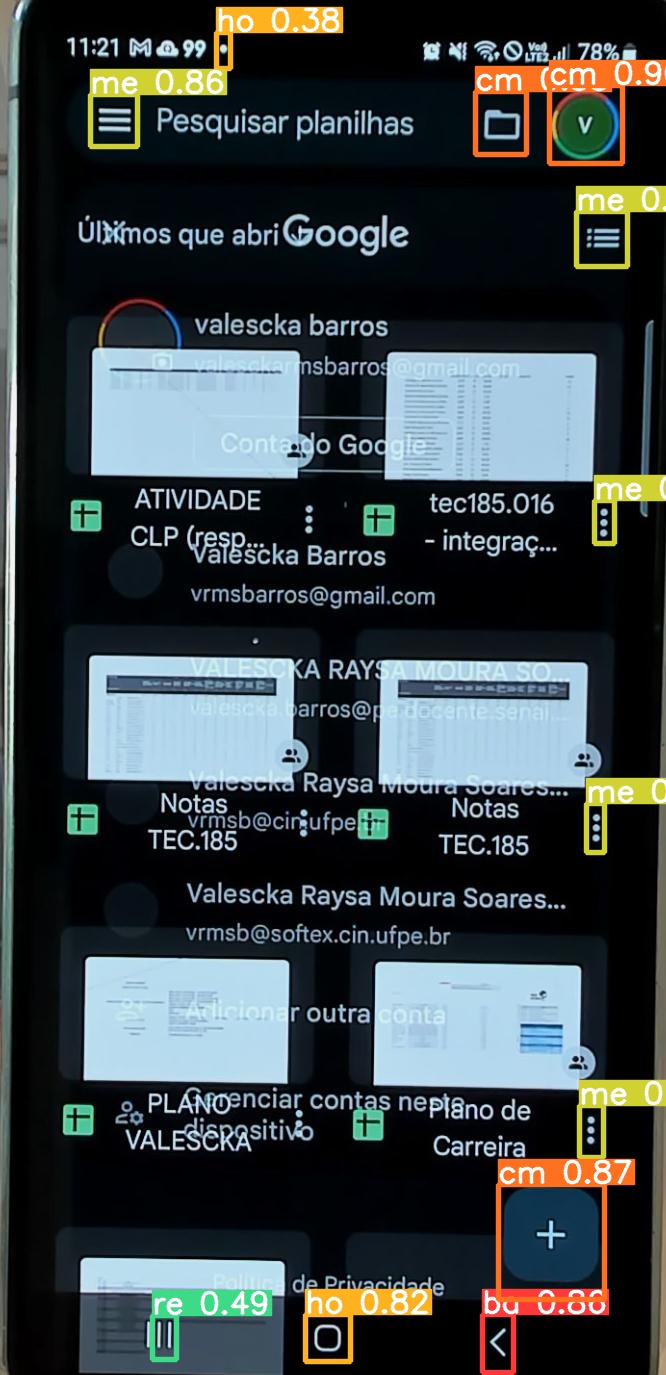 ho 0.38
11:21 99 78%
me 0.86
cm 0.9
Pesquisar planilhas
V
me 0.
Últimos que abri
Google
valescka barros
valesckarmsbarros@gmail.com
Conta do Google
ATIVIDADE
CLP (resp...
tec185.016
- integraç...
me 0
Valescka Barros
vrmsbarros@gmail.com
VALESCKA RAYSA MOURA SO...
valescka.barros@pe.docente.senai...
Valescka Raysa Moura Soares...
vrmsb@cin.ufpe.br
Notas
TEC.185
Notas
TEC.185
me 0
Valescka Raysa Moura Soares...
vrmsb@softex.cin.ufpe.br
Adicionar outra conta
Gerenciar contas neste
dispositivo
PLANO
VALESCKA
Plano de
Carreira
me 0
cm 0.87
+
Política de Privacidade
re 0.49
ho 0.82
ba 0.86